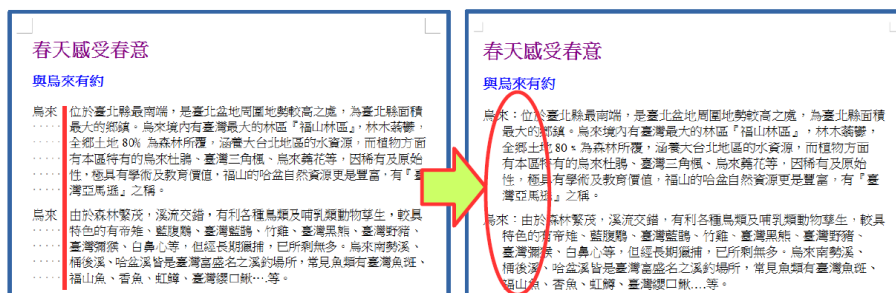 春天感受春意
與烏來有約
烏來 位於臺北縣最南端，是臺北盆地周圍地勢較高之處，為臺北縣面積
最大的鄉鎮。烏來境內有臺灣最大的林區『福山林區』，林木蓊鬱，
全鄉土地 80% 為森林所覆，涵養大台北地區的水資源，而植物方面
有本區特有的烏來杜鵑、臺灣三角楓、烏來蕘花等，因稀有及原始
性，極具學術及教育價值，福山的哈盆自然資源更是豐富，有『臺
灣亞馬遜』之稱。
烏來 由於森林繁茂，溪流交錯，有利各種鳥類及哺乳類動物孳生，較具
特色的有帝雉、藍腹鷴、臺灣藍鵲、竹雞、臺灣黑熊、臺灣野豬、
臺灣獼猴、白鼻心等，但經長期獵捕，已所剩無多。烏來南勢溪、
桶後溪、哈盆溪皆是臺灣富盛名之溪釣場所，常見魚類有臺灣魚斑、
福山魚、香魚、虹鱒、臺灣纓口鰍…等。
春天感受春意
與烏來有約
烏來：位於臺北縣最南端，是臺北盆地周圍地勢較高之處，為臺北縣面積
最大的鄉鎮。烏來境內有臺灣最大的林區『福山林區』，林木蓊鬱，
全鄉土地 80% 為森林所覆，涵養大台北地區的水資源，而植物方面
有本區特有的烏來杜鵑、臺灣三角楓、烏來蕘花等，因稀有及原始
性，極具學術及教育價值，福山的哈盆自然資源更是豐富，有『臺
灣亞馬遜』之稱。
烏來：由於森林繁茂，溪流交錯，有利各種鳥類及哺乳類動物孳生，較具
特色的有帝雉、藍腹鷴、臺灣藍鵲、竹雞、臺灣黑熊、臺灣野豬、
臺灣獼猴、白鼻心等，但經長期獵捕，已所剩無多。烏來南勢溪、
桶後溪、哈盆溪皆是臺灣富盛名之溪釣場所，常見魚類有臺灣魚斑、
福山魚、香魚、虹鱒、臺灣纓口鰍…等。